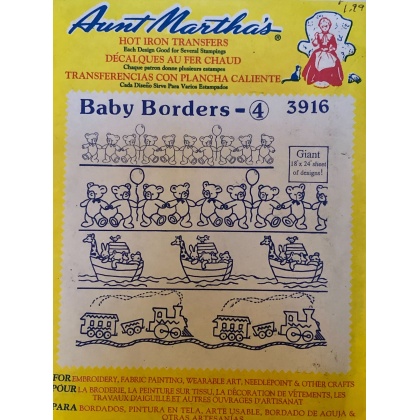 1.99
Aunt Martha's®
HOT IRON TRANSFERS
Each Design Good for Several Stampings
DÉCALQUES AU FER CHAUD
Chaque patron donne plusieurs estampes
TRANSFERENCIAS CON PLANCHA CALIENTE
Cada Diseño Sirve Para Varios Estampados
Baby Borders - 4 3916
Giant
18 x 24 sheet
of designs!
FOR EMBROIDERY, FABRIC PAINTING, WEARABLE ART, NEEDLEPOINT & OTHER CRAFTS
POUR LA BRODERIE, LA PEINTURE SUR TISSU, LA DÉCORATION DE VÊTEMENTS, LES
TRAVAUX D'AIGUILLE ET AUTRES OUVRAGES D'ARTISANAT
PARA BORDADOS, PINTURA EN TELA, ARTE USABLE, BORDADO DE AGUJA &
OTRAS ARTESANIAS